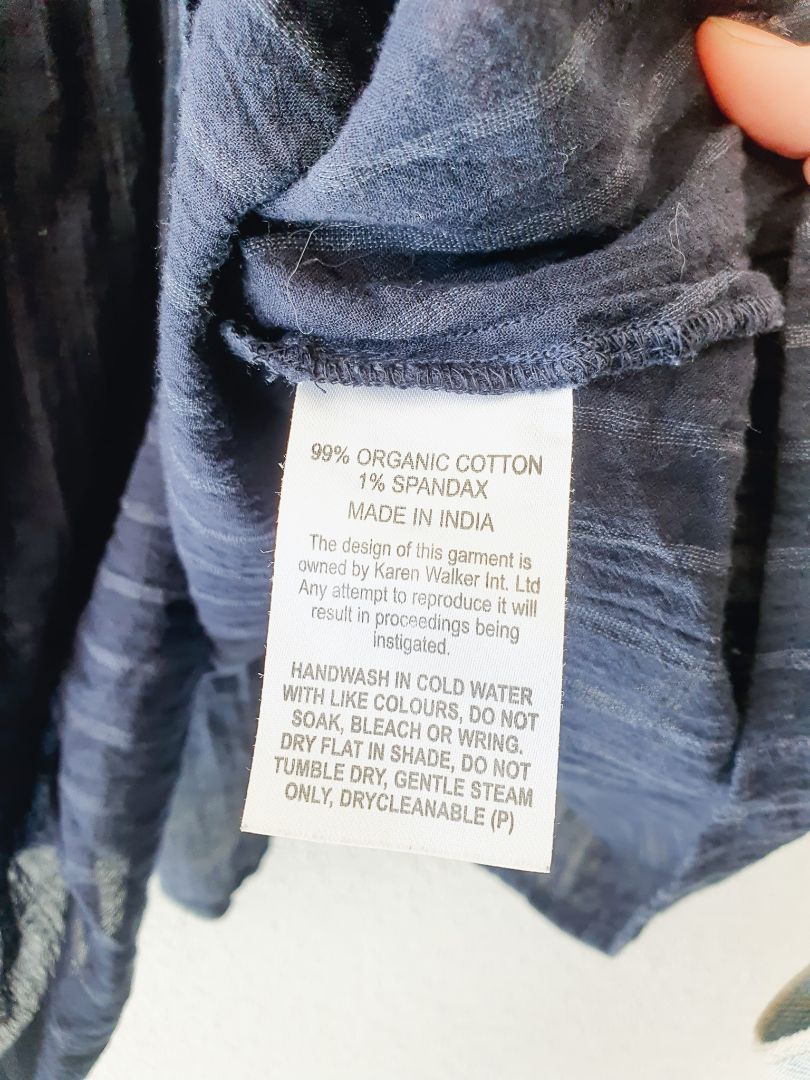 99% ORGANIC COTTON
1% SPANDAX
MADE IN INDIA
The design of this garment is
owned by Karen Walker Int. Ltd
Any attempt to reproduce it will
result in proceedings being
instigated.
HANDWASH IN COLD WATER
WITH LIKE COLOURS, DO NOT
SOAK, BLEACH OR WRING.
DRY FLAT IN SHADE, DO NOT
TUMBLE DRY, GENTLE STEAM
ONLY, DRYCLEANABLE (P)